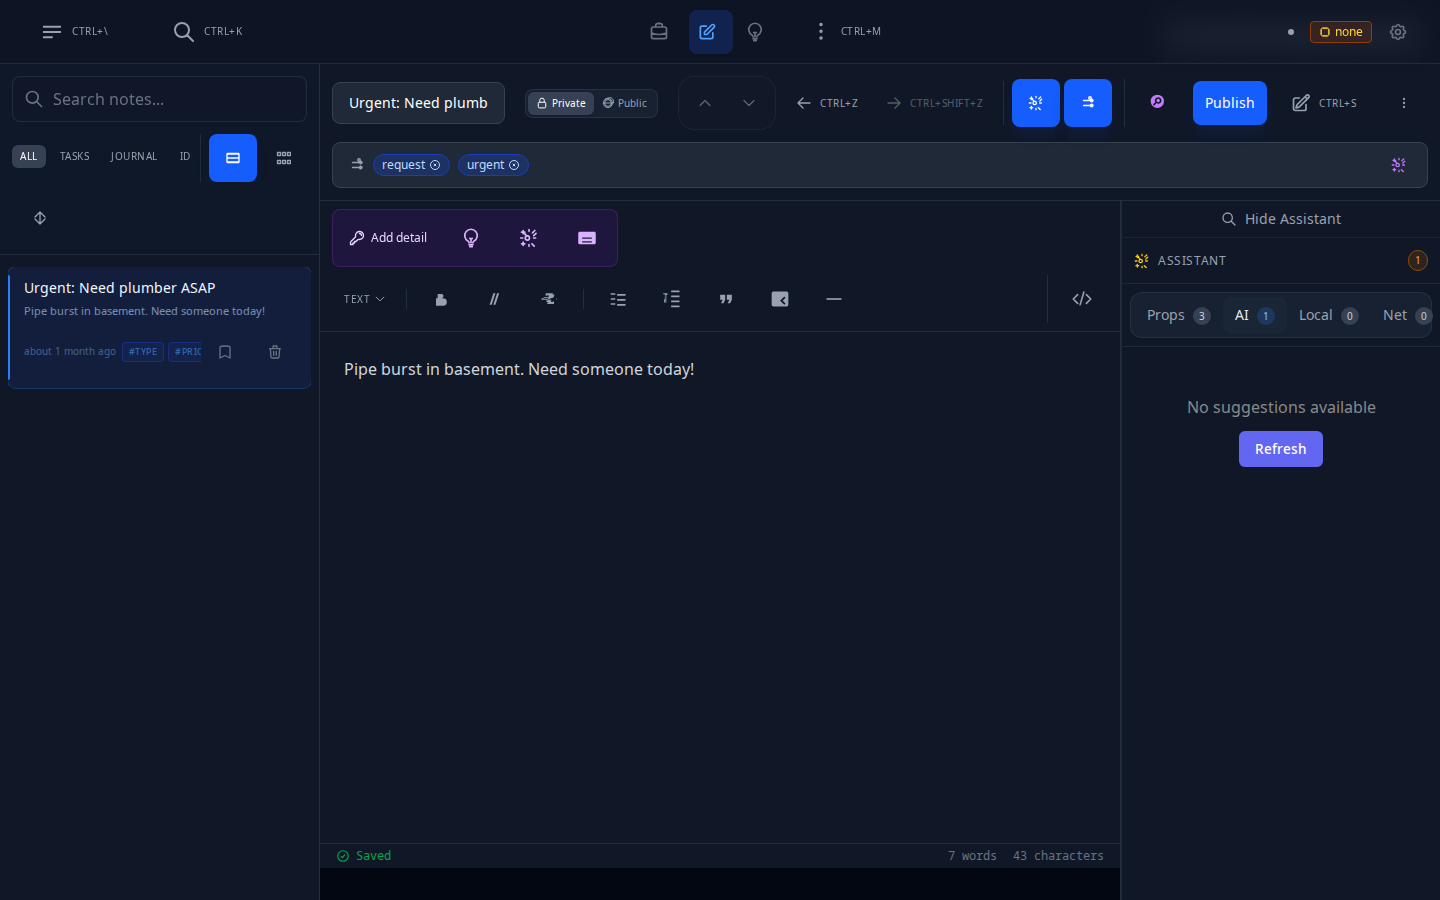 CTRL+\
CTRL+K
CTRL+M
none
Search notes...
ALL
TASKS
JOURNAL
ID
Urgent: Need plumber ASAP
Pipe burst in basement. Need someone today!
about 1 month ago
#TYPE
#PRIC
Urgent: Need plumb
Private
Public
CTRL+Z
CTRL+SHIFT+Z
Publish
CTRL+S
request
urgent
Add detail
TEXT
Pipe burst in basement. Need someone today!
Saved
7 words
43 characters
Hide Assistant
ASSISTANT
1
Props 3
AI 1
Local 0
Net 0
No suggestions available
Refresh